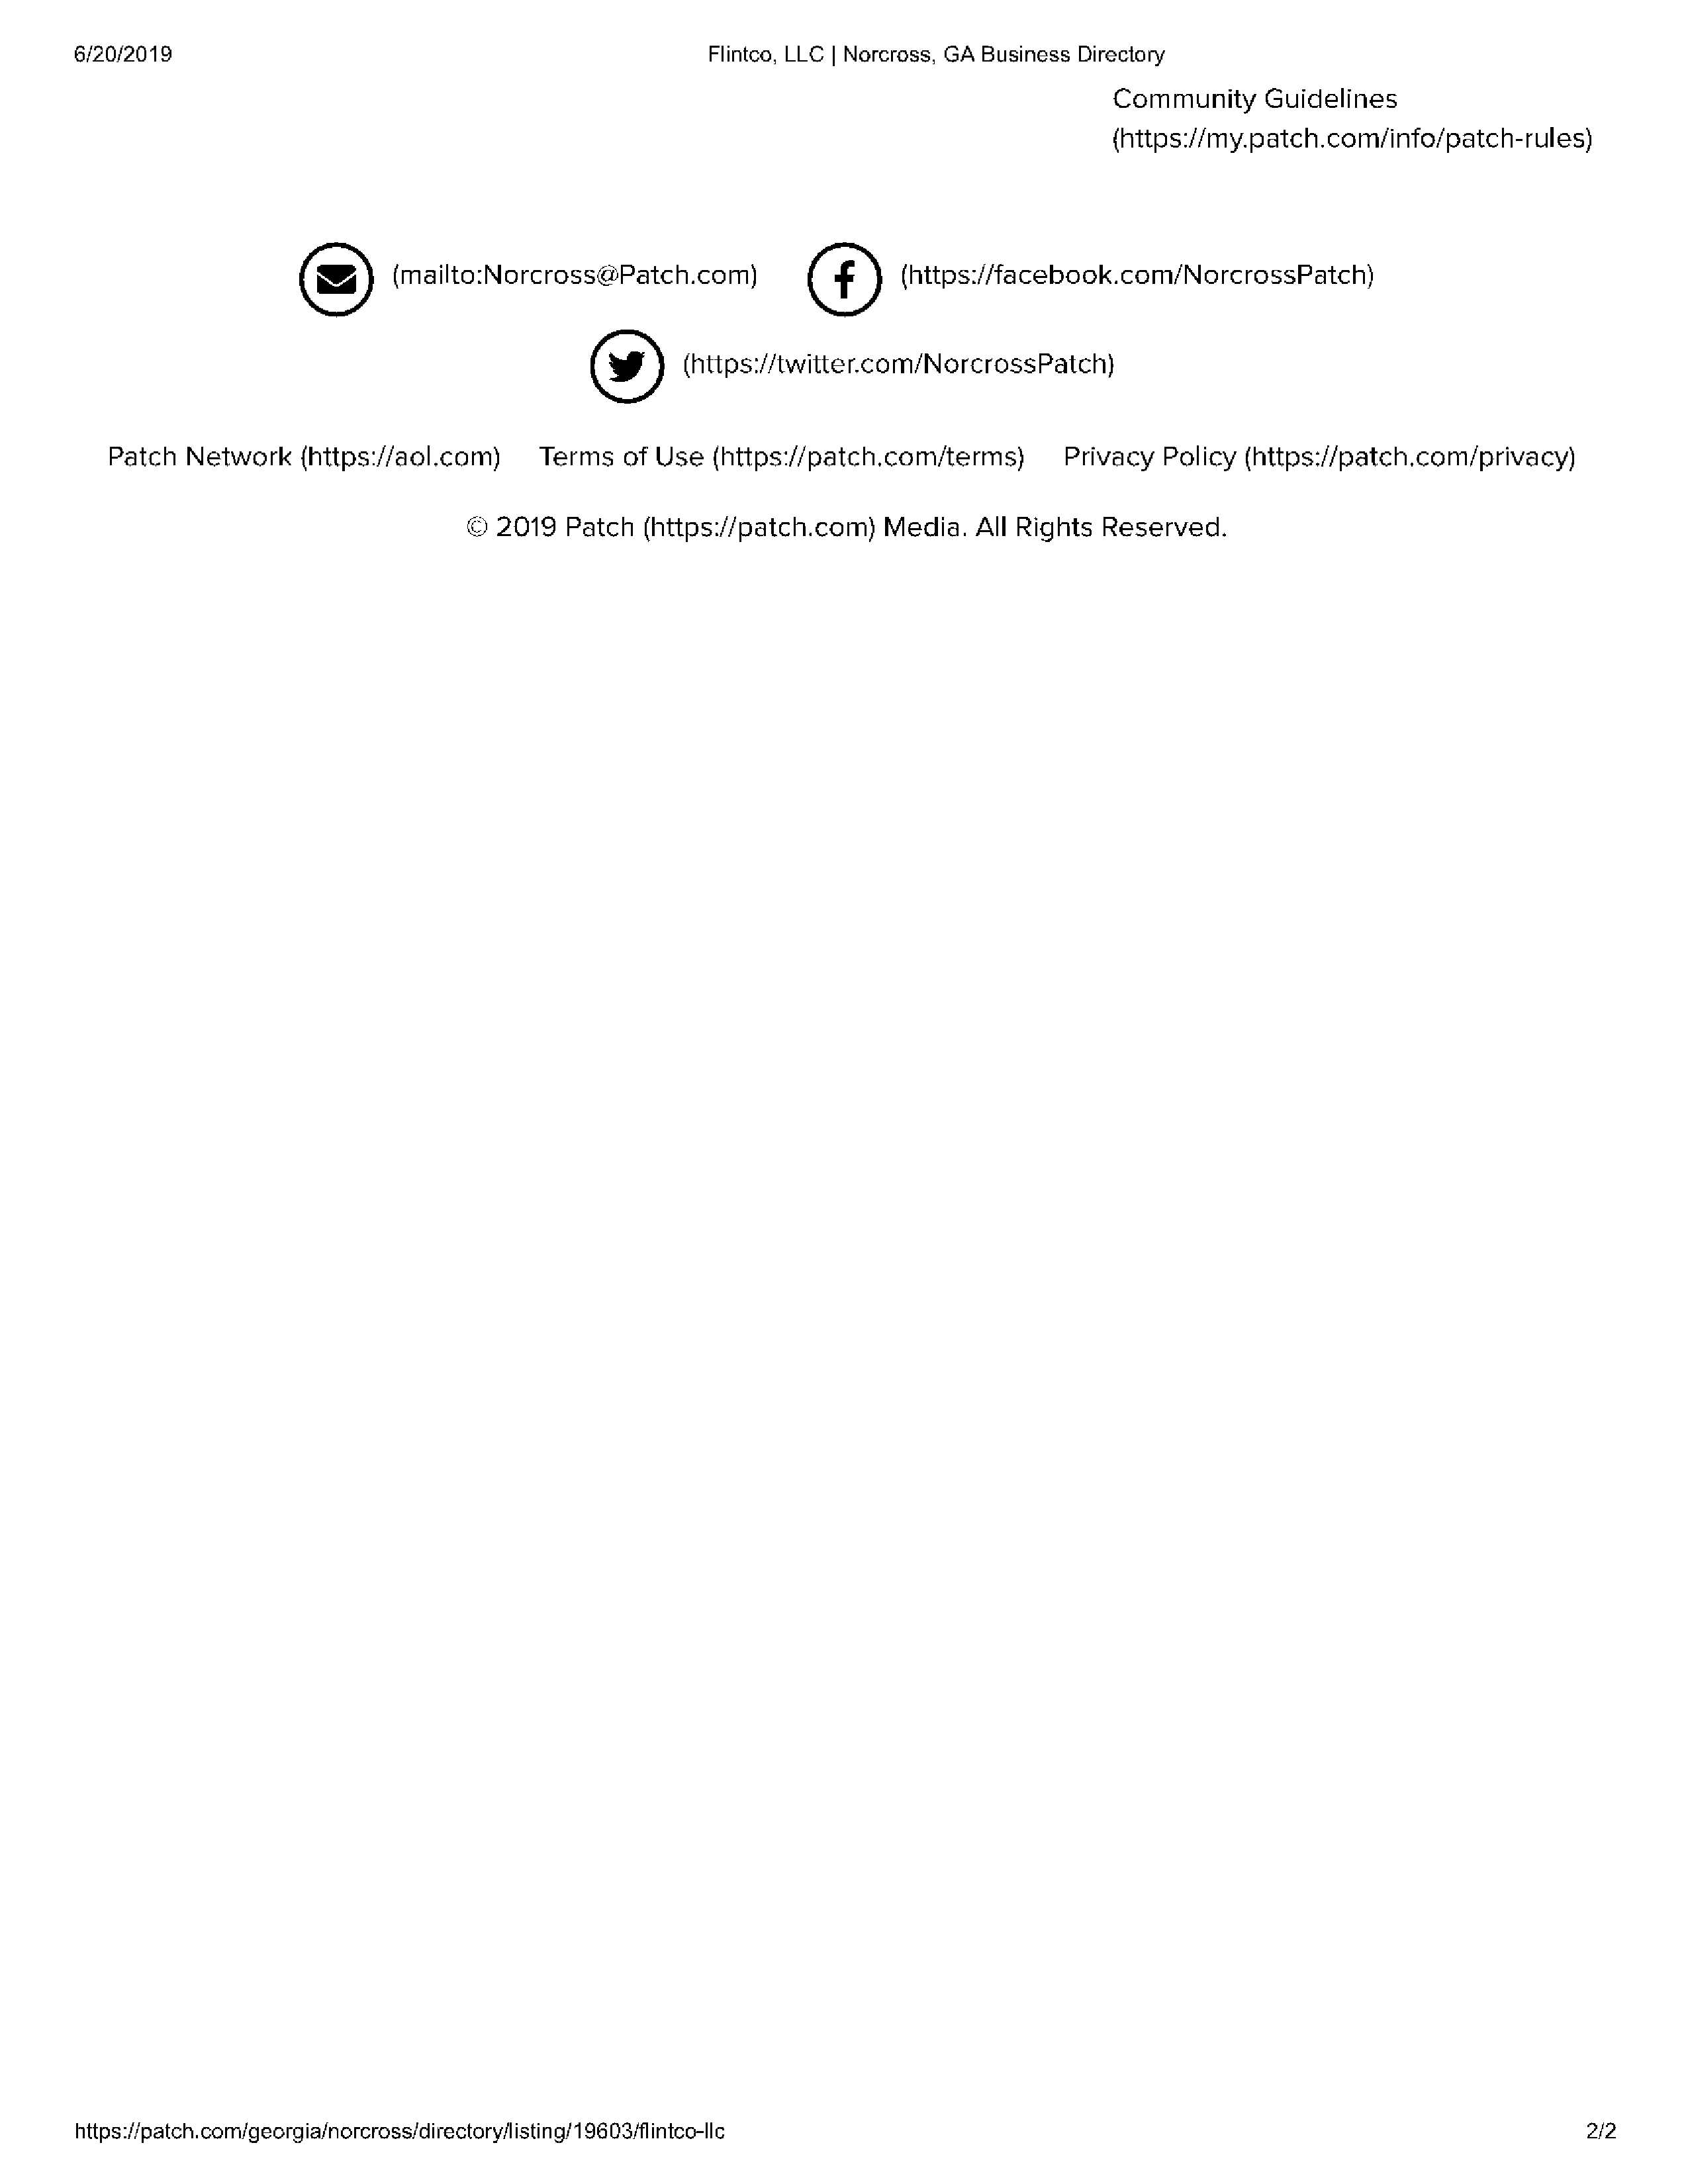 6/20/2019 Flintco, LLC | Norcross, GA Business Directory
Community Guidelines
(https://my.patch.com/info/patch-rules)
(mailto:Norcross@Patch.com) (https://facebook.com/NorcrossPatch)
(https://twitter.com/NorcrossPatch)
Patch Network (https://aol.com) Terms of Use (https://patch.com/terms) Privacy Policy (https://patch.com/privacy)
© 2019 Patch (https://patch.com) Media. All Rights Reserved.
https://patch.com/georgia/norcross/directory/listing/19603/flintco-llc 2/2